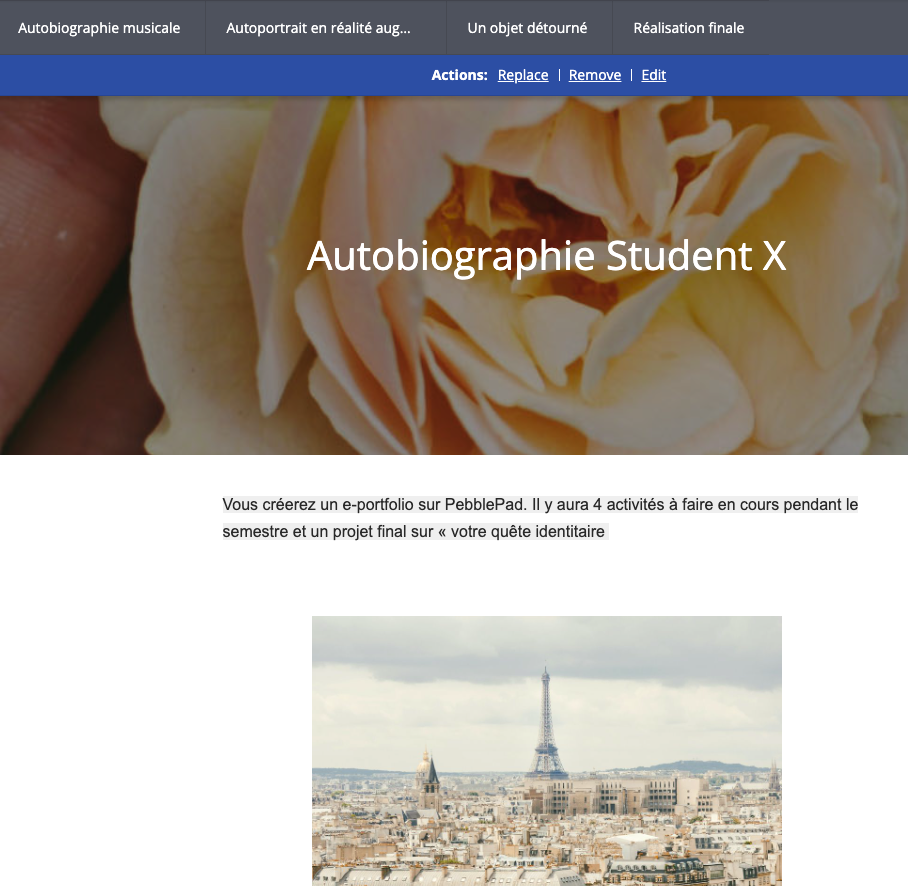 Autobiographie musicale
Autoportrait en réalité aug...
Un objet détourné
Réalisation finale
Actions: Replace | Remove | Edit
Autobiographie Student X
Vous créerez un e-portfolio sur PebblePad. Il y aura 4 activités à faire en cours pendant le
semestre et un projet final sur « votre quête identitaire